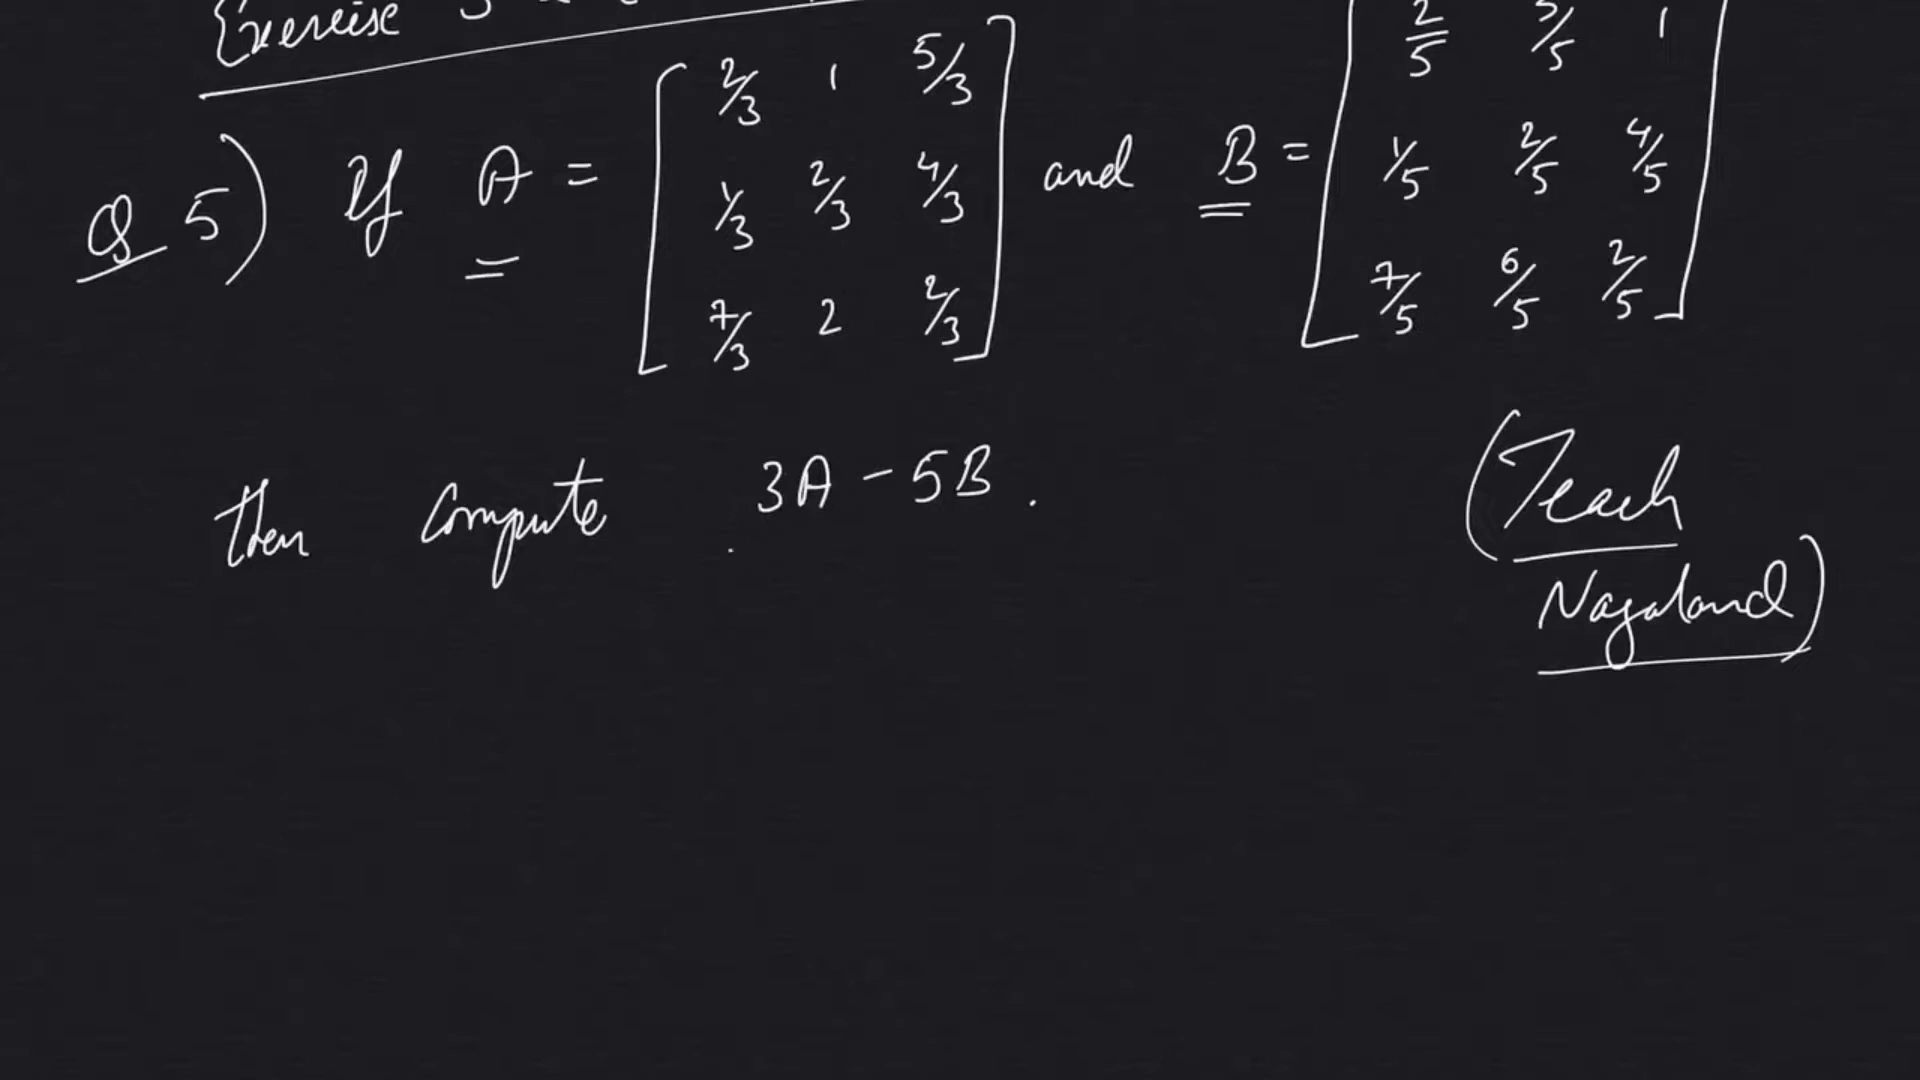 Exercise 3
Q 5) If A = [ 2/3 1 5/3 ; 1/3 2/3 4/3 ; 7/3 2 2/3 ] and B = [ 2/5 3/5 1 ; 1/5 2/5 4/5 ; 7/5 6/5 2/5 ]
then compute 3A - 5B .
(Teach
Nagaland)